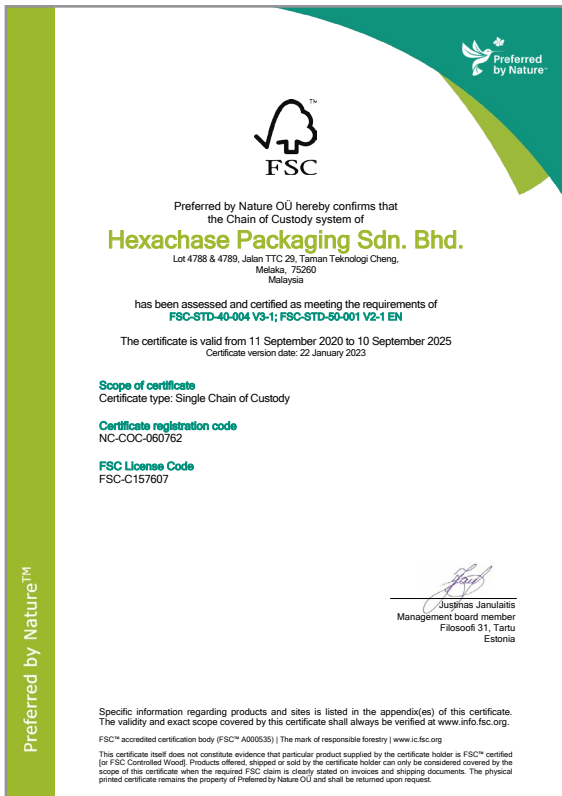 Preferred
by Nature™
TM
FSC
Preferred by Nature OÜ hereby confirms that
the Chain of Custody system of
Hexachase Packaging Sdn. Bhd.
Lot 4788 & 4789, Jalan TTC 29, Taman Teknologi Cheng,
Melaka, 75260
Malaysia
has been assessed and certified as meeting the requirements of
FSC-STD-40-004 V3-1; FSC-STD-50-001 V2-1 EN
The certificate is valid from 11 September 2020 to 10 September 2025
Certificate version date: 22 January 2023
Scope of certificate
Certificate type: Single Chain of Custody
Certificate registration code
NC-COC-060762
FSC License Code
FSC-C157607
Justinas Janulaitis
Management board member
Filosoofi 31, Tartu
Estonia
Preferred by Nature™
Specific information regarding products and sites is listed in the appendix(es) of this certificate.
The validity and exact scope covered by this certificate shall always be verified at www.info.fsc.org.
FSC™ accredited certification body (FSC™ A000535) | The mark of responsible forestry | www.ic.fsc.org
This certificate itself does not constitute evidence that particular product supplied by the certificate holder is FSC™ certified
[or FSC Controlled Wood]. Products offered, shipped or sold by the certificate holder can only be considered covered by the
scope of this certificate when the required FSC claim is clearly stated on invoices and shipping documents. The physical
printed certificate remains the property of Preferred by Nature OÜ and shall be returned upon request.